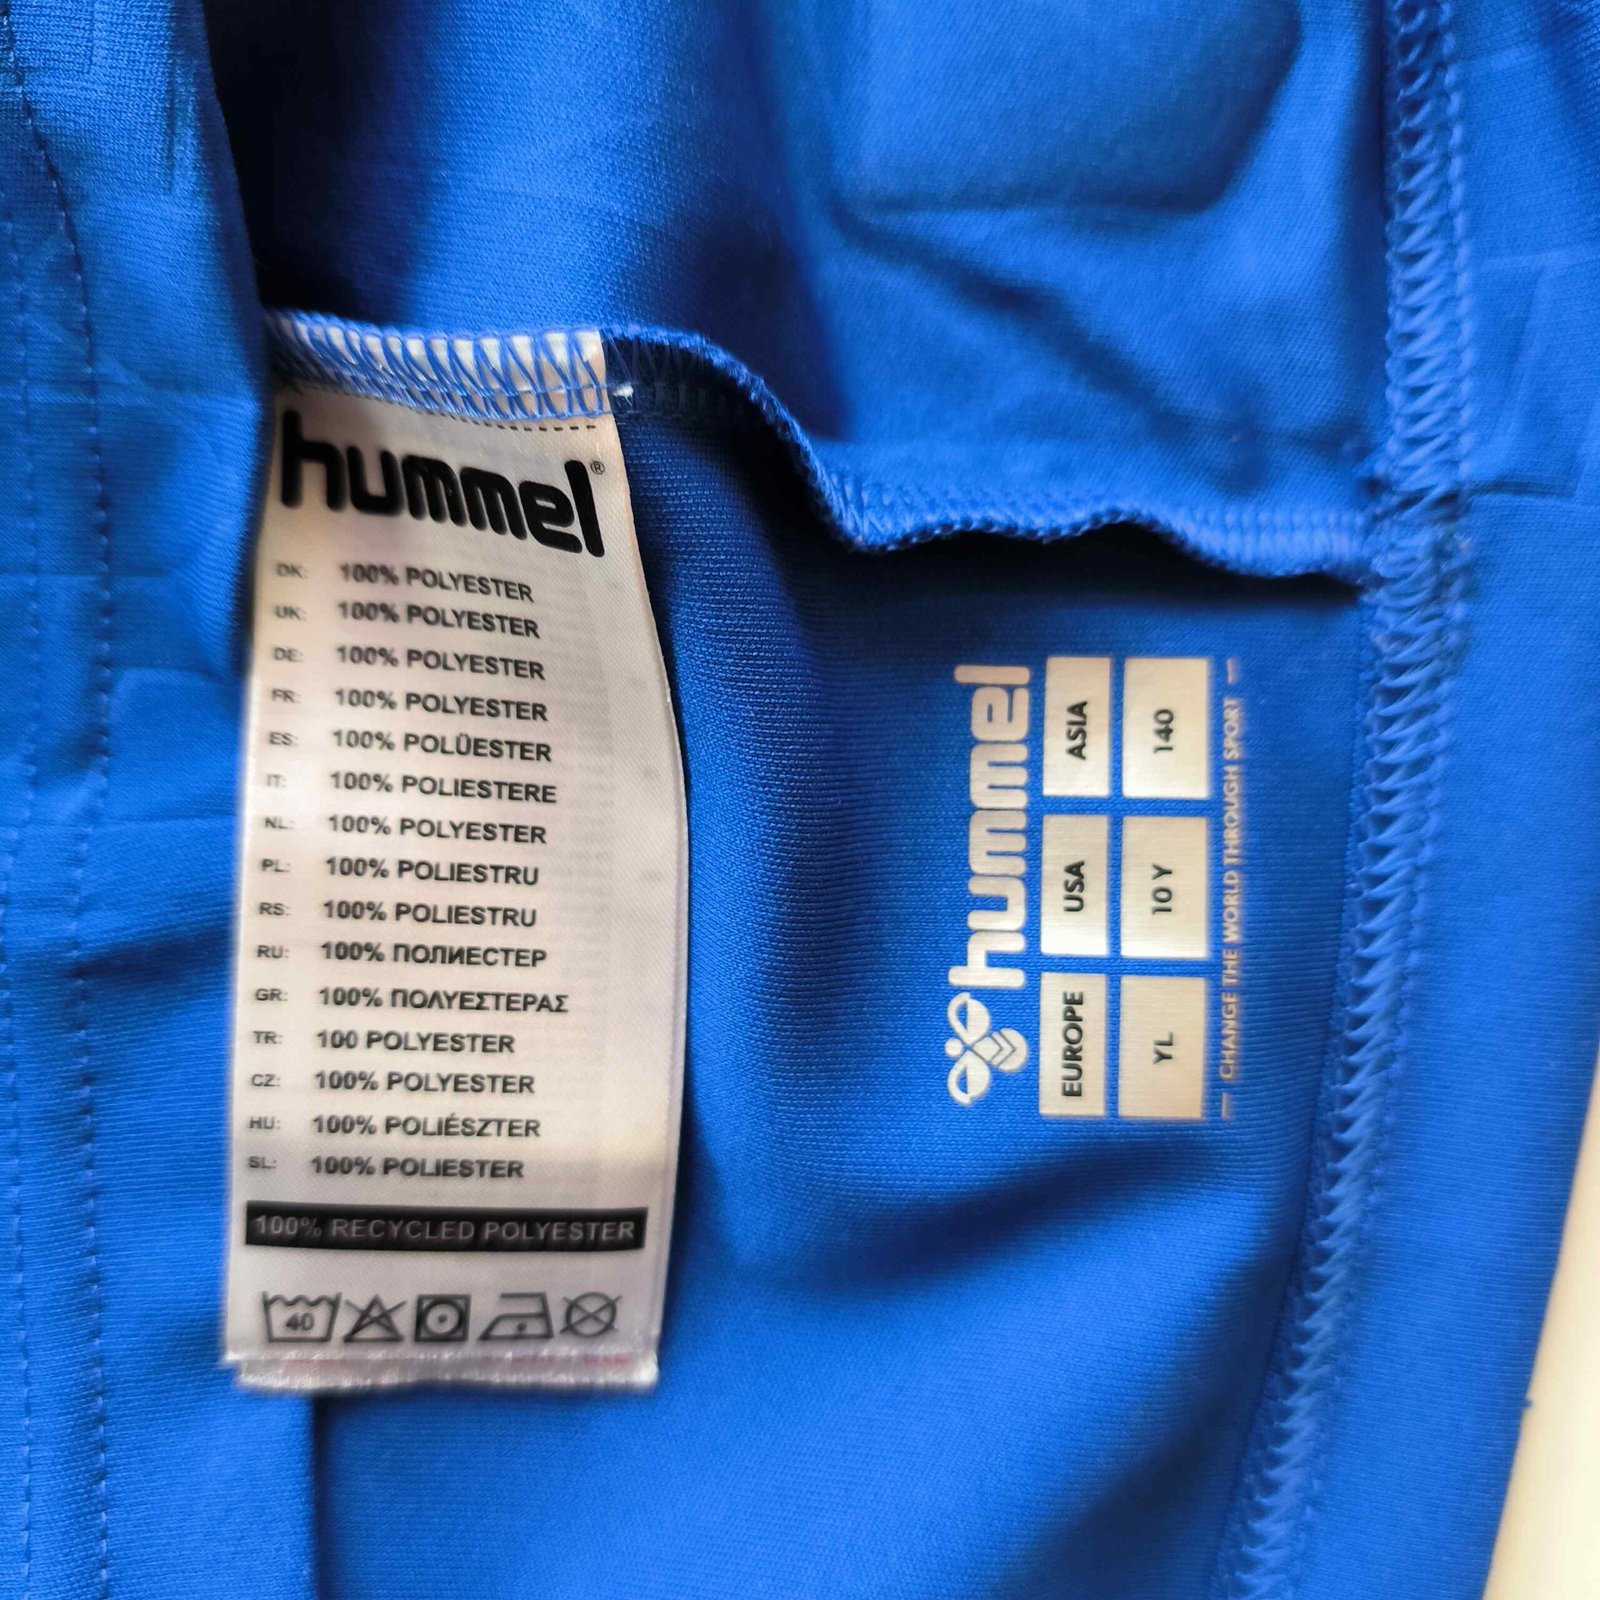 hummel®
DK: 100% POLYESTER
UK: 100% POLYESTER
DE: 100% POLYESTER
FR: 100% POLYESTER
ES: 100% POLÜESTER
IT: 100% POLIESTERE
NL: 100% POLYESTER
PL: 100% POLIESTRU
RS: 100% POLIESTRU
RU: 100% ПОЛИЕСТЕР
GR: 100% ΠΟΛΥΕΣΤΕΡΑΣ
TR: 100 POLYESTER
CZ: 100% POLYESTER
HU: 100% POLIÉSZTER
SL: 100% POLIESTER
100% RECYCLED POLYESTER
40
hummel
EUROPE USA ASIA
YL 10 Y 140
— CHANGE THE WORLD THROUGH SPORT —